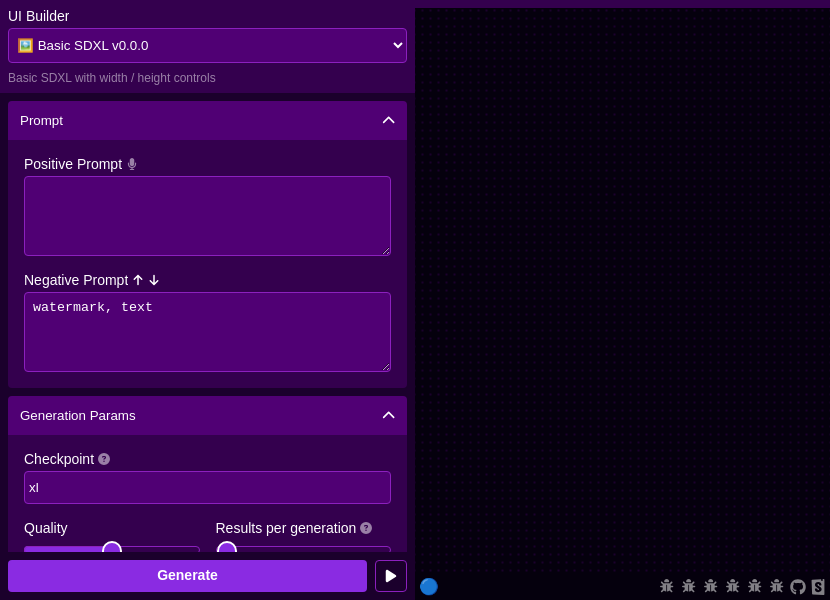 UI Builder
🖼️ Basic SDXL v0.0.0
Basic SDXL with width / height controls
Prompt
Positive Prompt
Negative Prompt
watermark, text
Generation Params
Checkpoint
xl
Quality
Results per generation
Generate